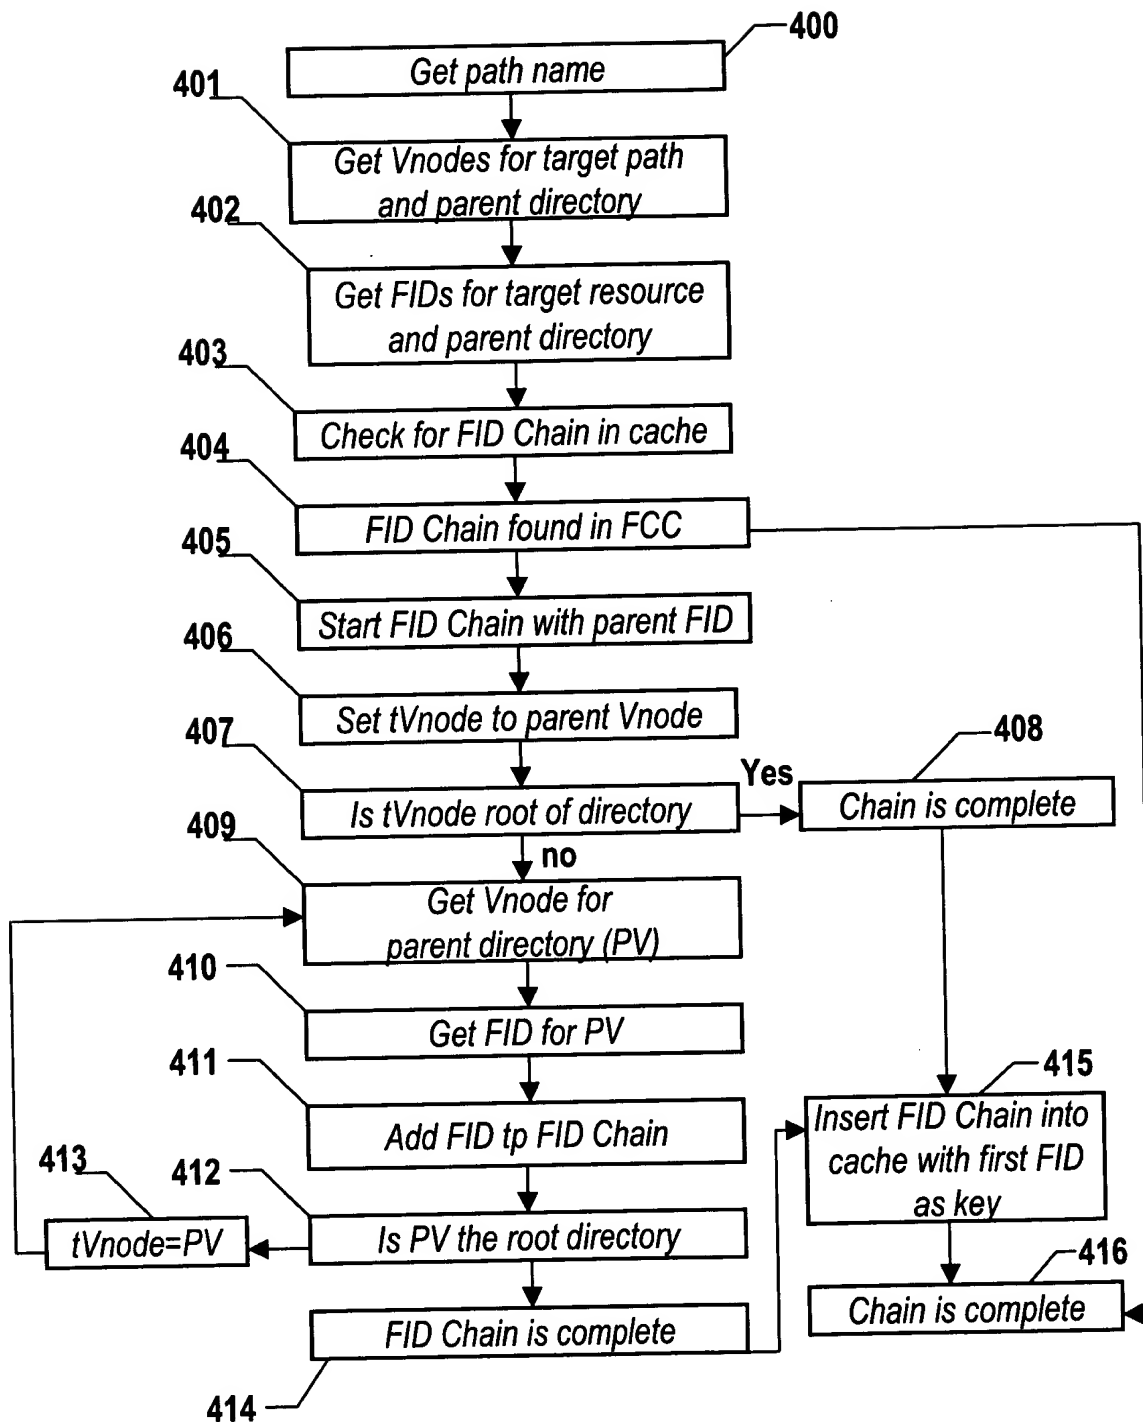 400
Get path name
401
Get Vnodes for target path
and parent directory
402
Get FIDs for target resource
and parent directory
403
Check for FID Chain in cache
404
FID Chain found in FCC
405
Start FID Chain with parent FID
406
Set tVnode to parent Vnode
407
Is tVnode root of directory
Yes
408
Chain is complete
no
409
Get Vnode for
parent directory (PV)
410
Get FID for PV
411
Add FID tp FID Chain
412
Is PV the root directory
413
tVnode=PV
FID Chain is complete
414
415
Insert FID Chain into
cache with first FID
as key
416
Chain is complete